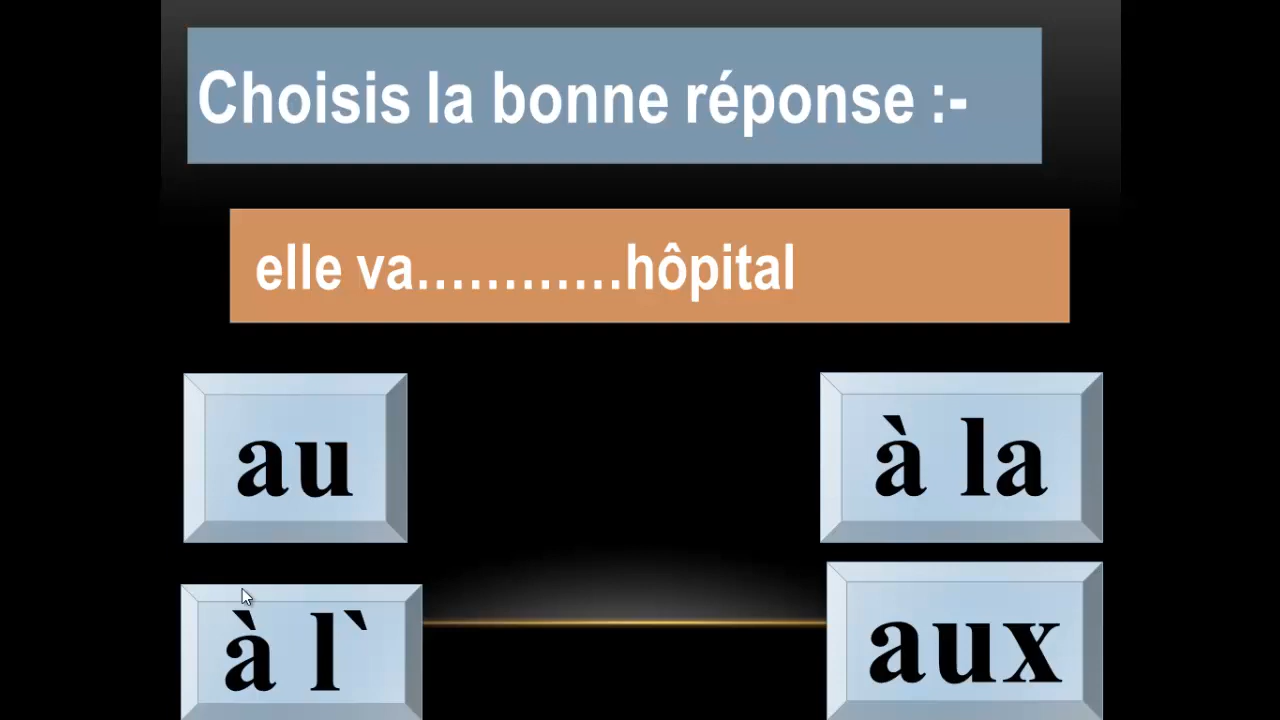 Choisis la bonne réponse :-
elle va…………hôpital
au
à la
à l`
aux